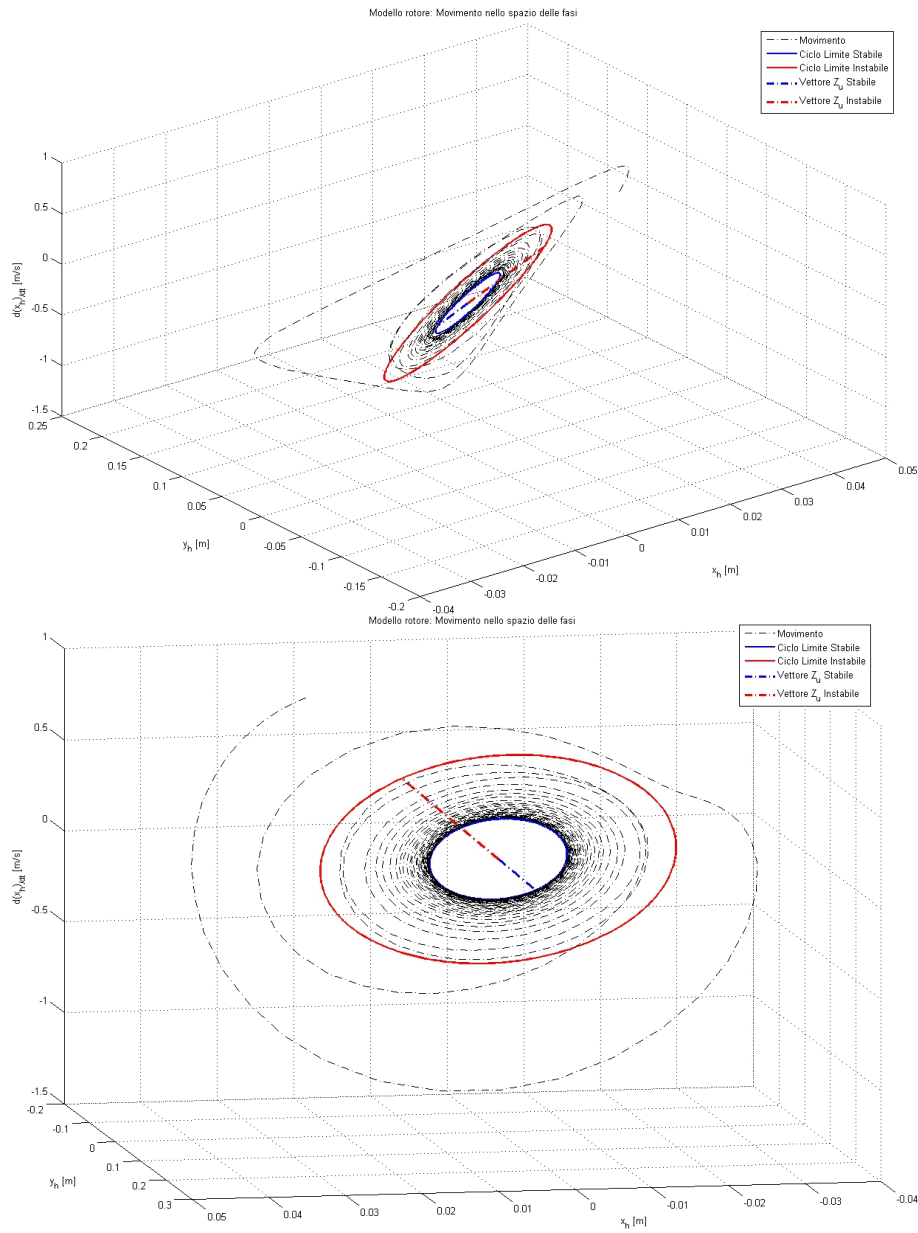 Modello rotore: Movimento nello spazio delle fasi
Movimento
Ciclo Limite Stabile
Ciclo Limite Instabile
Vettore Z_u Stabile
Vettore Z_u Instabile
1
0.5
0
-0.5
-1
-1.5
d(x_h)/dt [m/s]
0.25
0.2
0.15
0.1
0.05
0
-0.05
-0.1
-0.15
-0.2
y_h [m]
-0.04
-0.03
-0.02
-0.01
0
0.01
0.02
0.03
0.04
0.05
x_h [m]
Modello rotore: Movimento nello spazio delle fasi
Movimento
Ciclo Limite Stabile
Ciclo Limite Instabile
Vettore Z_u Stabile
Vettore Z_u Instabile
1
0.5
0
-0.5
-1
-1.5
d(x_h)/dt [m/s]
-0.2
-0.1
0
0.1
0.2
0.3
y_h [m]
0.05
0.04
0.03
0.02
0.01
0
-0.01
-0.02
-0.03
-0.04
x_h [m]